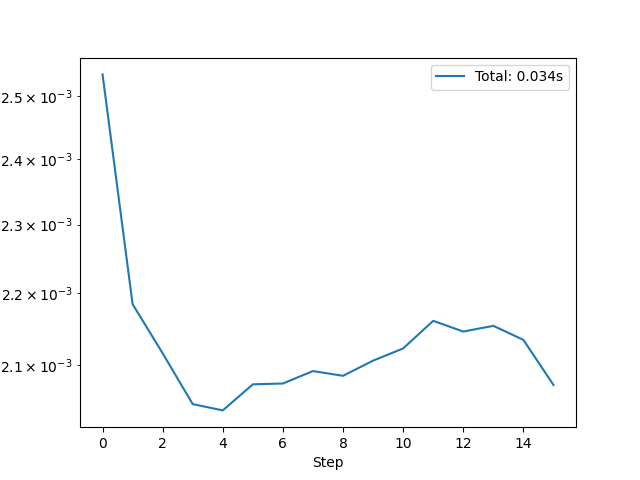 Total: 0.034s
2.5 × 10⁻³
2.4 × 10⁻³
2.3 × 10⁻³
2.2 × 10⁻³
2.1 × 10⁻³
0 2 4 6 8 10 12 14
Step